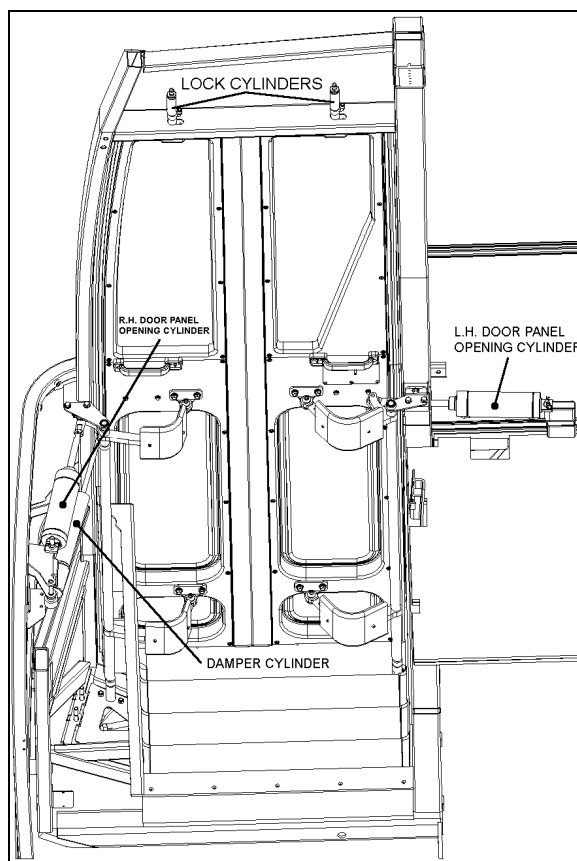 LOCK CYLINDERS
R.H. DOOR PANEL
OPENING CYLINDER
L.H. DOOR PANEL
OPENING CYLINDER
DAMPER CYLINDER